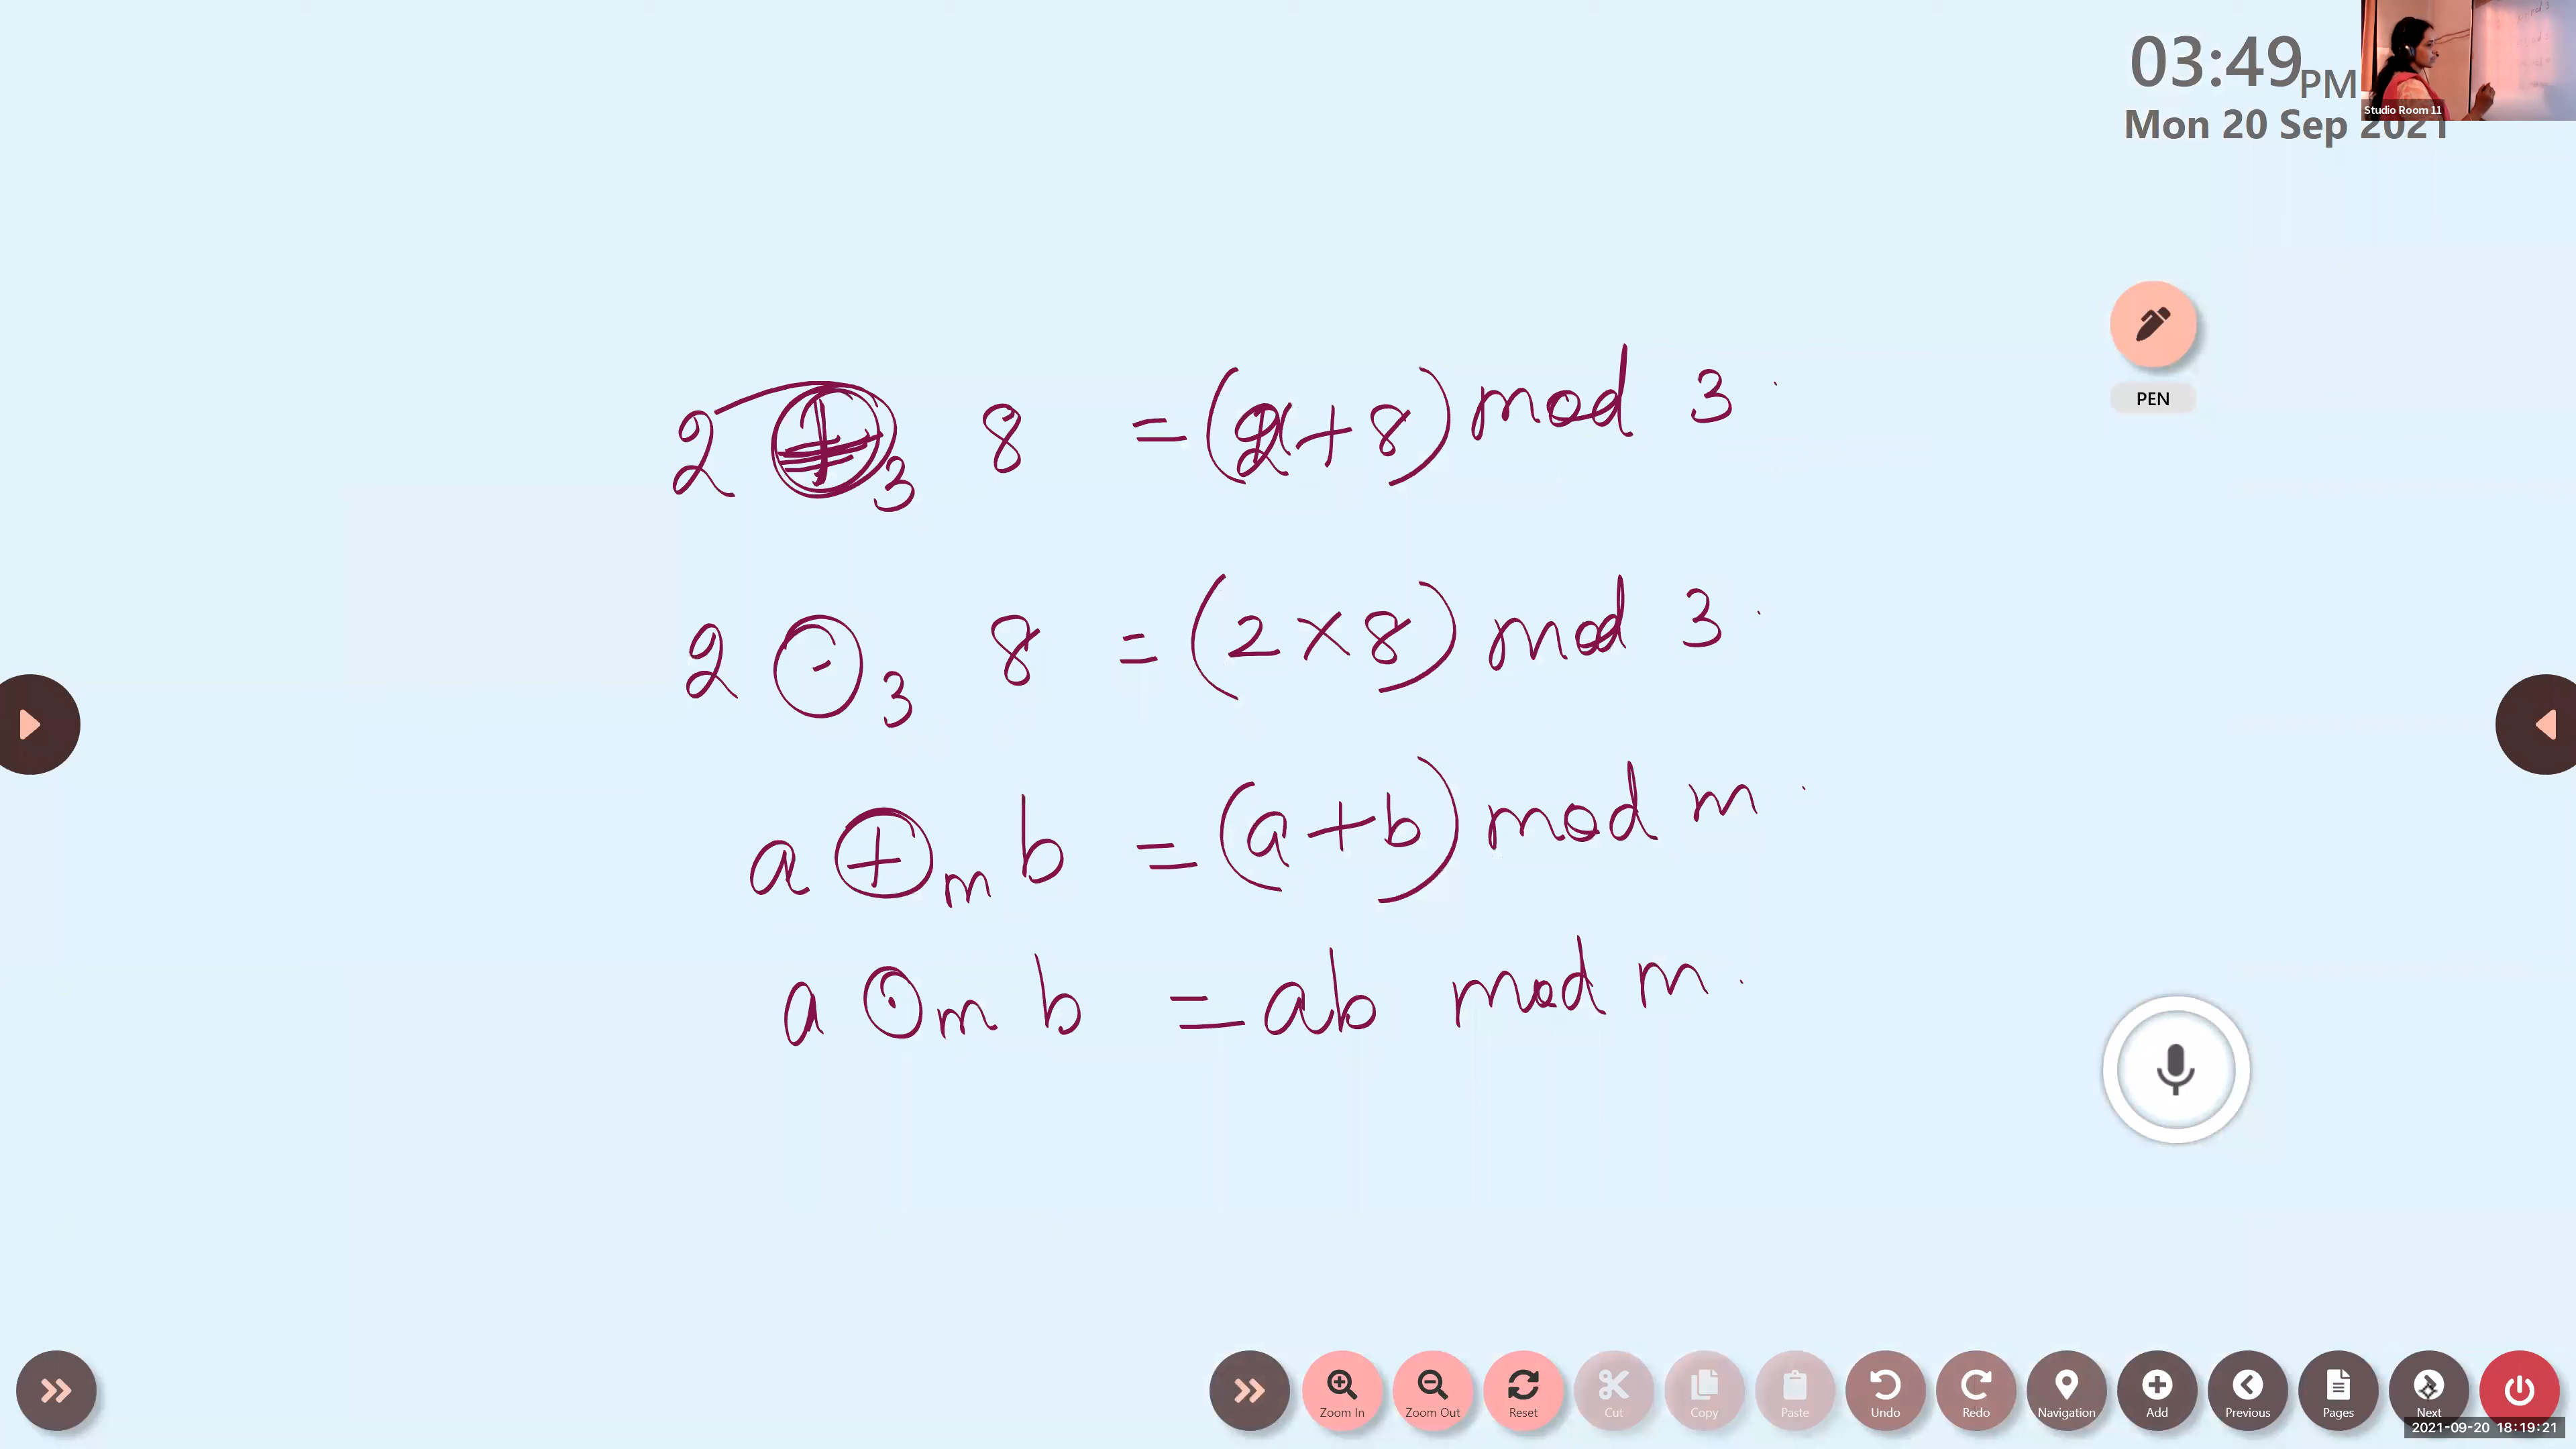 03:49PM
Mon 20 Sep 2021
Studio Room 11
PEN
2 ⊕₃ 8 = (2+8) mod 3.
2 ⊙₃ 8 = (2×8) mod 3.
a ⊕ₘ b = (a+b) mod m.
a ⊙ₘ b = ab mod m.
Zoom In Zoom Out Reset Cut Copy Paste Undo Redo Navigation Add Previous Pages Next
2021-09-20 18:19:21